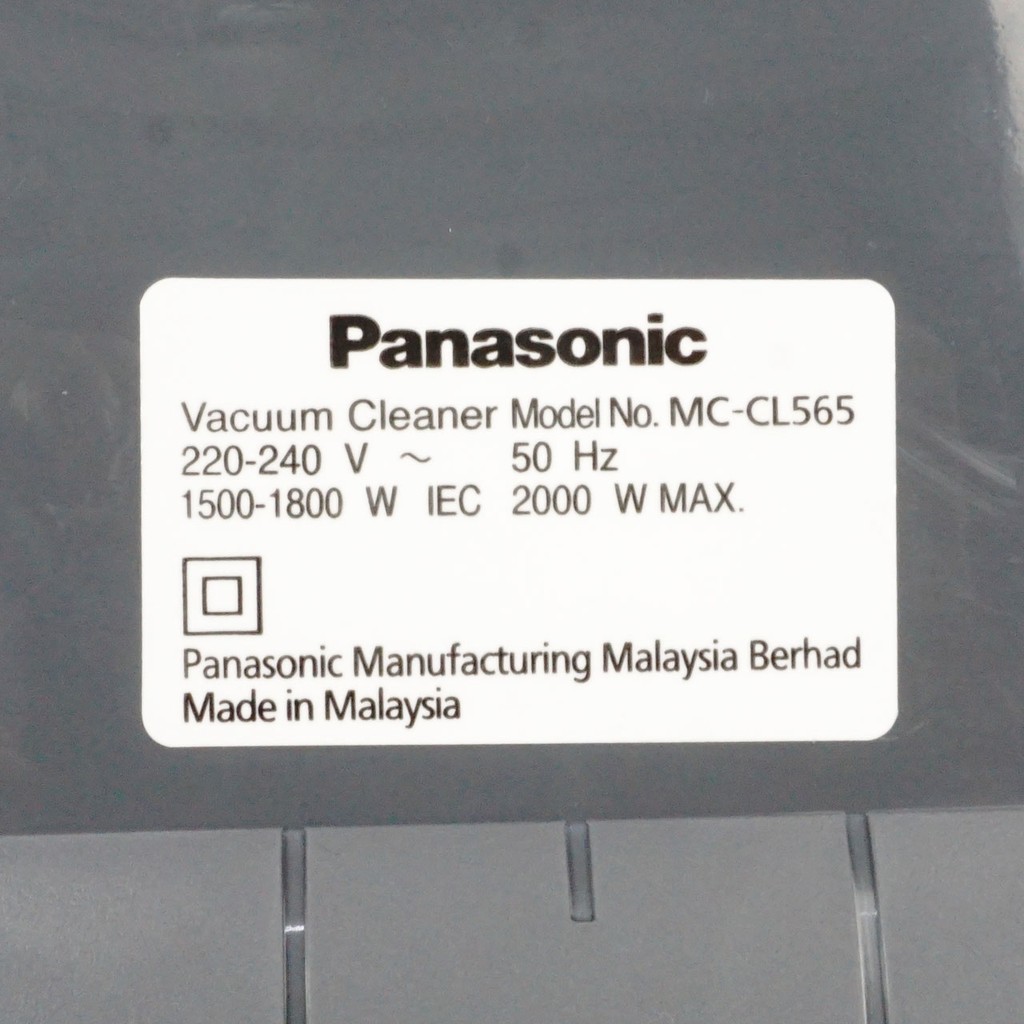 Panasonic
Vacuum Cleaner Model No. MC-CL565
220-240 V ~ 50 Hz
1500-1800 W IEC 2000 W MAX.
Panasonic Manufacturing Malaysia Berhad
Made in Malaysia